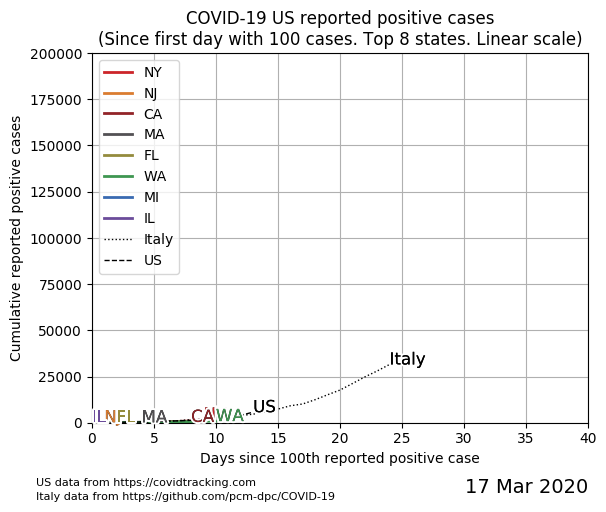 COVID-19 US reported positive cases
(Since first day with 100 cases. Top 8 states. Linear scale)
Cumulative reported positive cases
200000
175000
150000
125000
100000
75000
50000
25000
0
NY
NJ
CA
MA
FL
WA
MI
IL
Italy
US
Italy
US
IL
FL
MA
CA
WA
0 5 10 15 20 25 30 35 40
Days since 100th reported positive case
US data from https://covidtracking.com
Italy data from https://github.com/pcm-dpc/COVID-19
17 Mar 2020